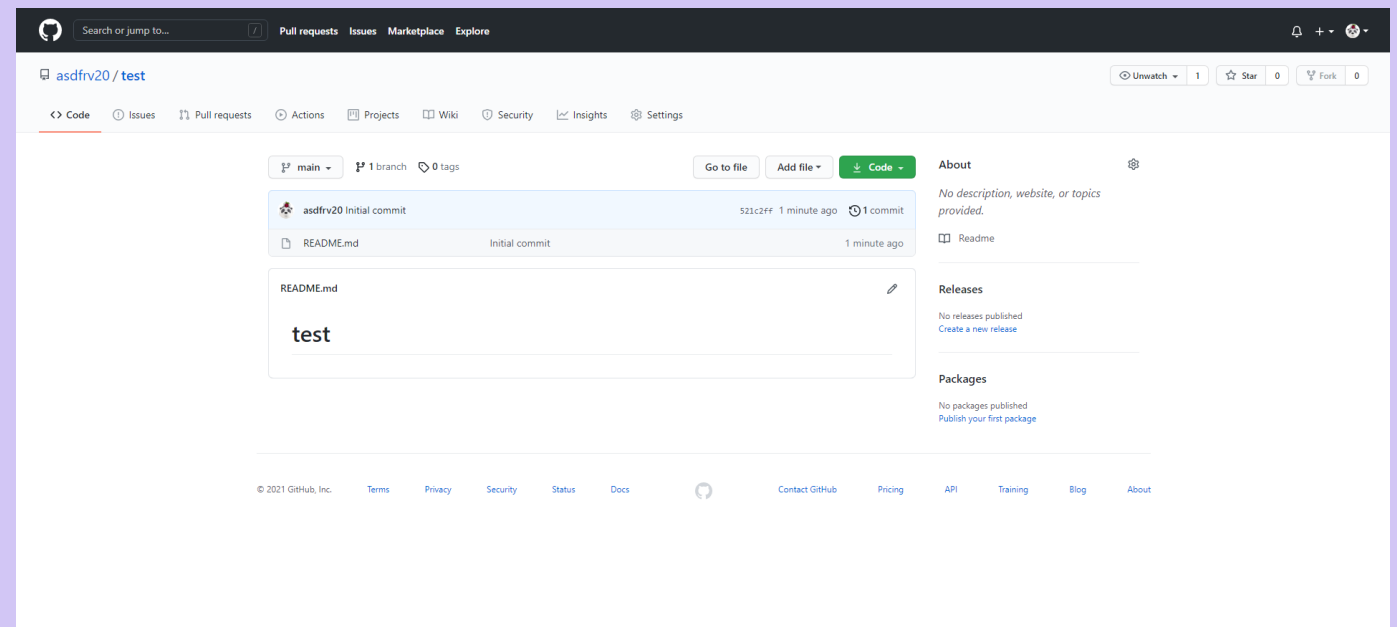 Search or jump to... / Pull requests Issues Marketplace Explore
asdfrv20 / test Unwatch 1 Star 0 Fork 0
Code Issues Pull requests Actions Projects Wiki Security Insights Settings
main 1 branch 0 tags Go to file Add file Code
asdfrv20 Initial commit 521c2ff 1 minute ago 1 commit
README.md Initial commit 1 minute ago
README.md
test
About
No description, website, or topics
provided.
Readme
Releases
No releases published
Create a new release
Packages
No packages published
Publish your first package
© 2021 GitHub, Inc. Terms Privacy Security Status Docs Contact GitHub Pricing API Training Blog About